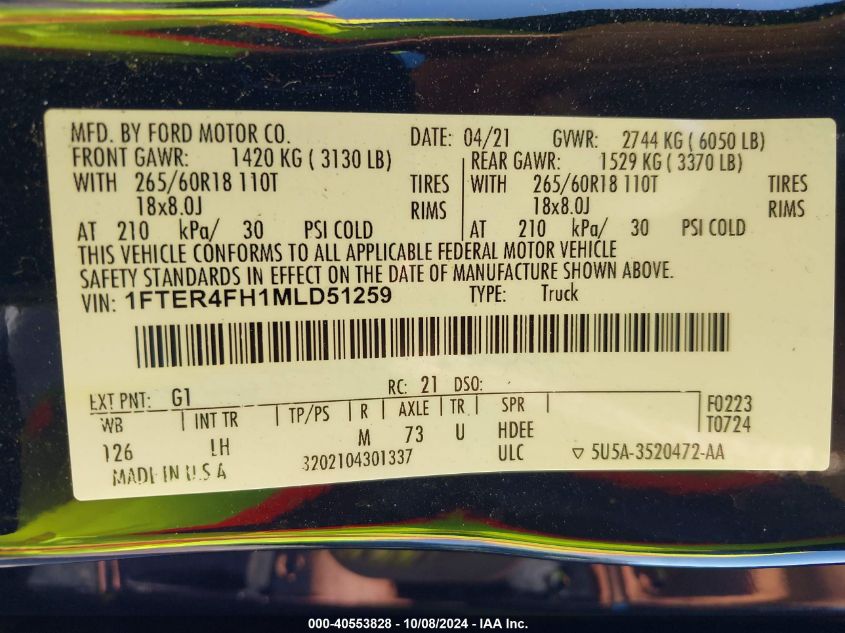 MFD. BY FORD MOTOR CO. DATE: 04/21 GVWR: 2744 KG ( 6050 LB)
FRONT GAWR: 1420 KG ( 3130 LB) REAR GAWR: 1529 KG ( 3370 LB)
WITH 265/60R18 110T TIRES WITH 265/60R18 110T TIRES
18x8.0J RIMS 18x8.0J RIMS
AT 210 kPa/ 30 PSI COLD AT 210 kPa/ 30 PSI COLD
THIS VEHICLE CONFORMS TO ALL APPLICABLE FEDERAL MOTOR VEHICLE
SAFETY STANDARDS IN EFFECT ON THE DATE OF MANUFACTURE SHOWN ABOVE.
VIN: 1FTER4FH1MLD51259 TYPE: Truck
EXT PNT: G1 RC: 21 DSO:
WB INT TR TP/PS R AXLE TR SPR F0223
126 LH M 73 U HDEE T0724
MADE IN U.S.A 3202104301337 ULC ▽ 5U5A-3520472-AA
000-40553828 - 10/08/2024 - IAA Inc.